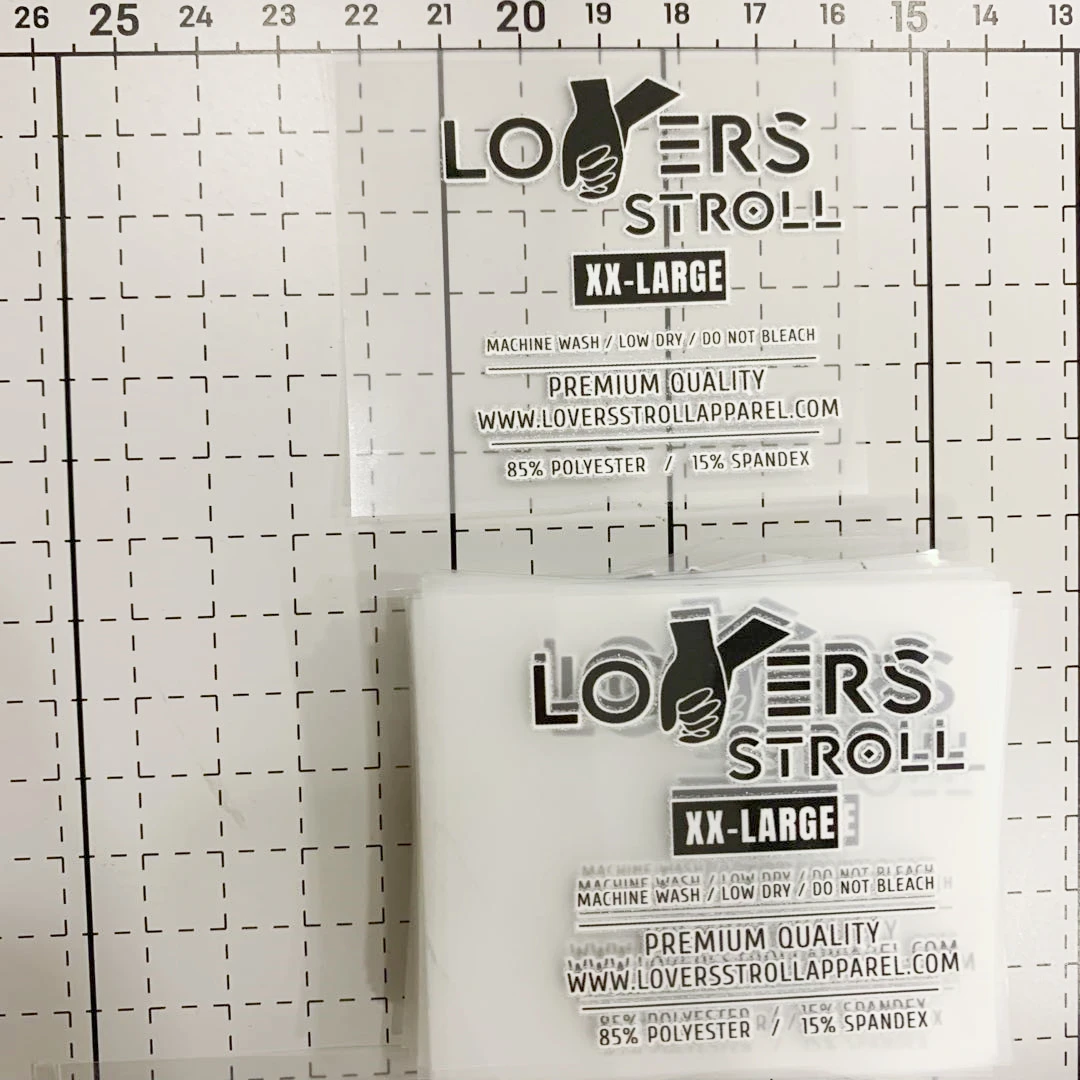 26 25 24 23 22 21 20 19 18 17 16 15 14 13
LOVERS
STROLL
XX-LARGE
MACHINE WASH / LOW DRY / DO NOT BLEACH
PREMIUM QUALITY
WWW.LOVERSSTROLLAPPAREL.COM
85% POLYESTER / 15% SPANDEX
LOVERS
STROLL
XX-LARGE
MACHINE WASH / LOW DRY / DO NOT BLEACH
PREMIUM QUALITY
WWW.LOVERSSTROLLAPPAREL.COM
85% POLYESTER / 15% SPANDEX